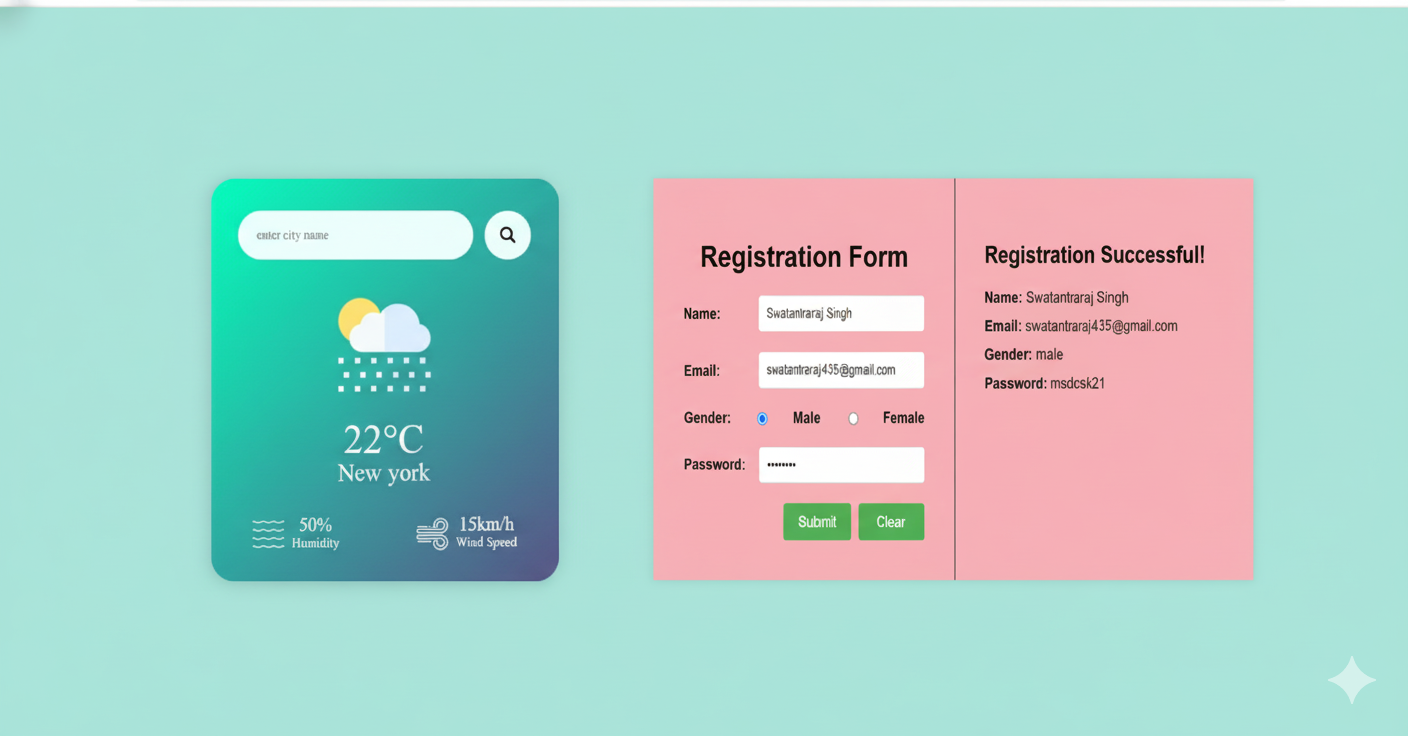 enter city name
22°C
New york
50%
Humidity
15km/h
Wind Speed
Registration Form
Name: Swatantraraj Singh
Email: swatantraraj435@gmail.com
Gender: Male Female
Password: ••••••••
Submit Clear
Registration Successful!
Name: Swatantraraj Singh
Email: swatantraraj435@gmail.com
Gender: male
Password: msdcsk21